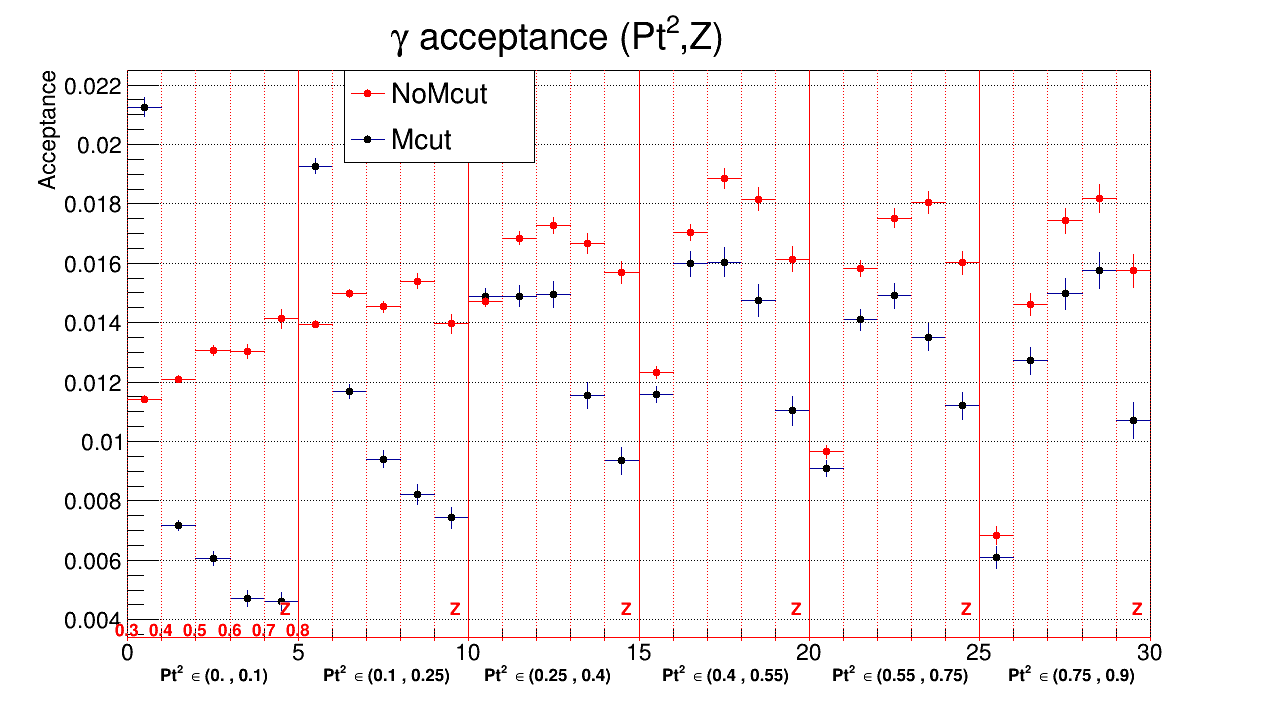 γ acceptance (Pt²,Z)
Acceptance
NoMcut
Mcut
0.022
0.02
0.018
0.016
0.014
0.012
0.01
0.008
0.006
0.004
Z Z Z Z Z Z
0.3 0.4 0.5 0.6 0.7 0.8
0 5 10 15 20 25 30
Pt² ∈ (0. , 0.1) Pt² ∈ (0.1 , 0.25) Pt² ∈ (0.25 , 0.4) Pt² ∈ (0.4 , 0.55) Pt² ∈ (0.55 , 0.75) Pt² ∈ (0.75 , 0.9)